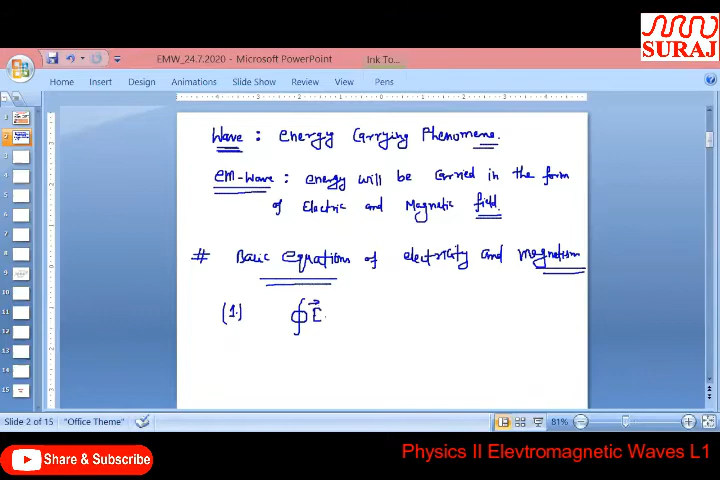 SURAJ
EMW_24.7.2020 - Microsoft PowerPoint
Ink To...
Home Insert Design Animations Slide Show Review View Pens
Wave : Energy Carrying Phenomena.
EM-Wave : energy will be carried in the form
of Electric and Magnetic field.
# Basic equations of electricity and magnetism
(1.) ∮E⃗.
Slide 2 of 15 "Office Theme" 81%
Share & Subscribe
Physics II Elevtromagnetic Waves L1